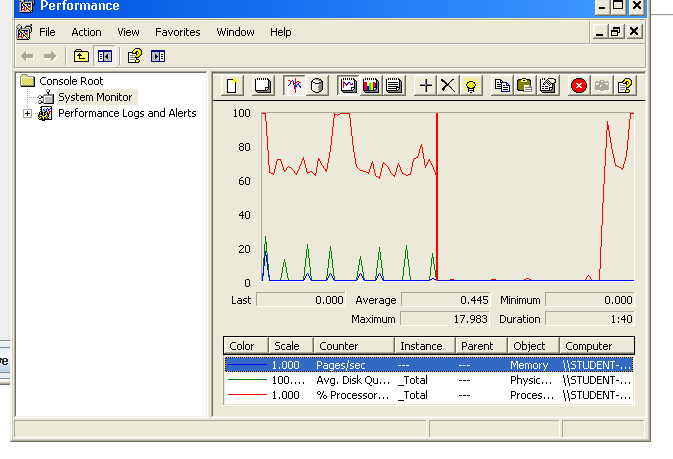 Performance
File Action View Favorites Window Help
Console Root
System Monitor
Performance Logs and Alerts
100
80
60
40
20
0
Last 0.000 Average 0.445 Minimum 0.000
Maximum 17.983 Duration 1:40
Color Scale Counter Instance Parent Object Computer
1.000 Pages/sec --- --- Memory \\STUDENT-...
100.... Avg. Disk Qu... _Total --- Physic... \\STUDENT-...
1.000 % Processor... _Total --- Proces... \\STUDENT-...